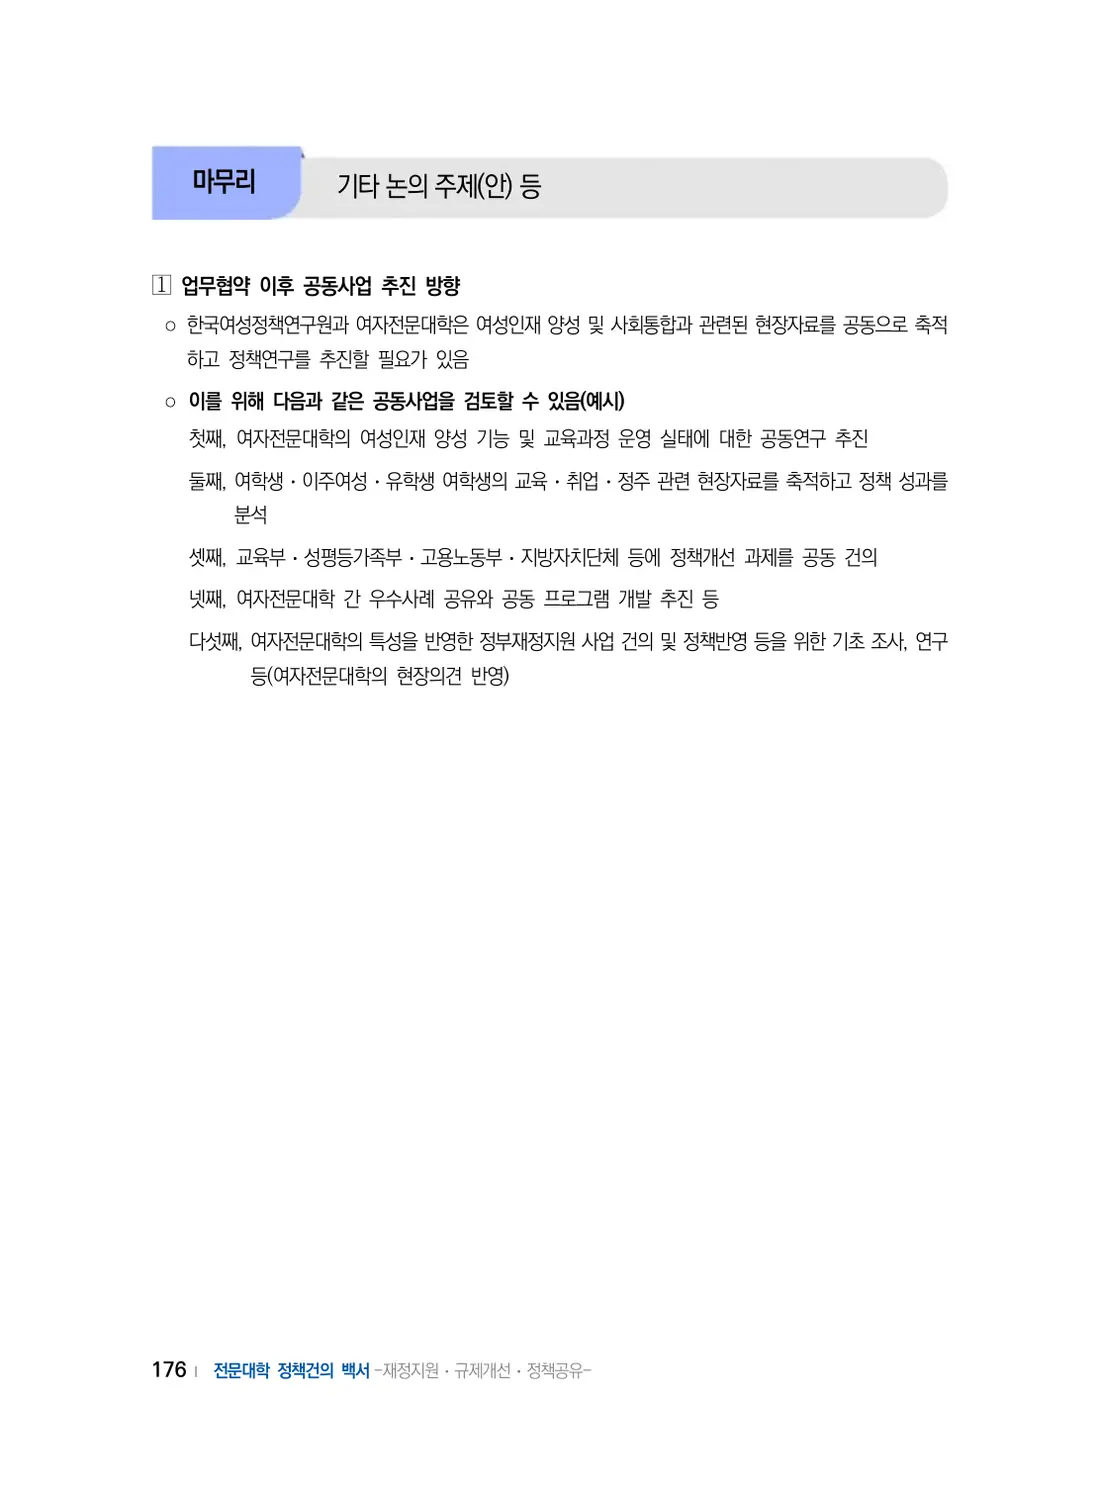 마무리
기타 논의 주제(안) 등
1 업무협약 이후 공동사업 추진 방향
○ 한국여성정책연구원과 여자전문대학은 여성인재 양성 및 사회통합과 관련된 현장자료를 공동으로 축적
하고 정책연구를 추진할 필요가 있음
○ 이를 위해 다음과 같은 공동사업을 검토할 수 있음(예시)
첫째, 여자전문대학의 여성인재 양성 기능 및 교육과정 운영 실태에 대한 공동연구 추진
둘째, 여학생·이주여성·유학생 여학생의 교육·취업·정주 관련 현장자료를 축적하고 정책 성과를
분석
셋째, 교육부·성평등가족부·고용노동부·지방자치단체 등에 정책개선 과제를 공동 건의
넷째, 여자전문대학 간 우수사례 공유와 공동 프로그램 개발 추진 등
다섯째, 여자전문대학의 특성을 반영한 정부재정지원 사업 건의 및 정책반영 등을 위한 기초 조사, 연구
등(여자전문대학의 현장의견 반영)
176 | 전문대학 정책건의 백서 -재정지원·규제개선·정책공유-